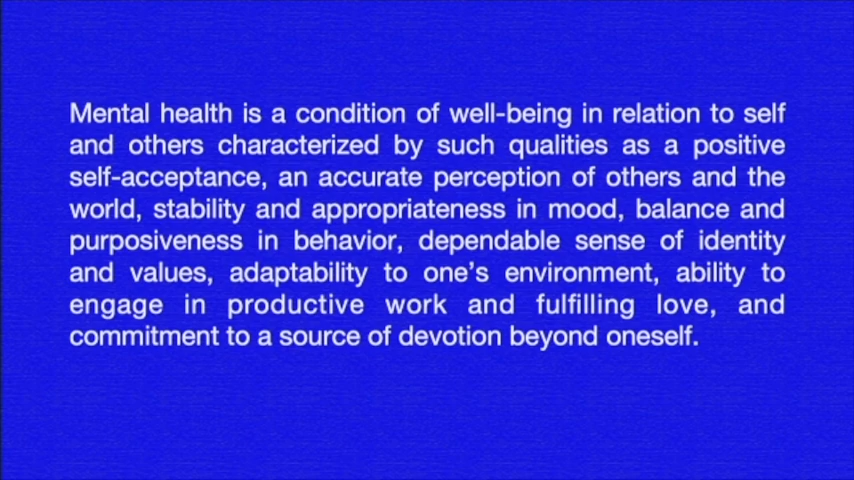 Mental health is a condition of well-being in relation to self
and others characterized by such qualities as a positive
self-acceptance, an accurate perception of others and the
world, stability and appropriateness in mood, balance and
purposiveness in behavior, dependable sense of identity
and values, adaptability to one’s environment, ability to
engage in productive work and fulfilling love, and
commitment to a source of devotion beyond oneself.